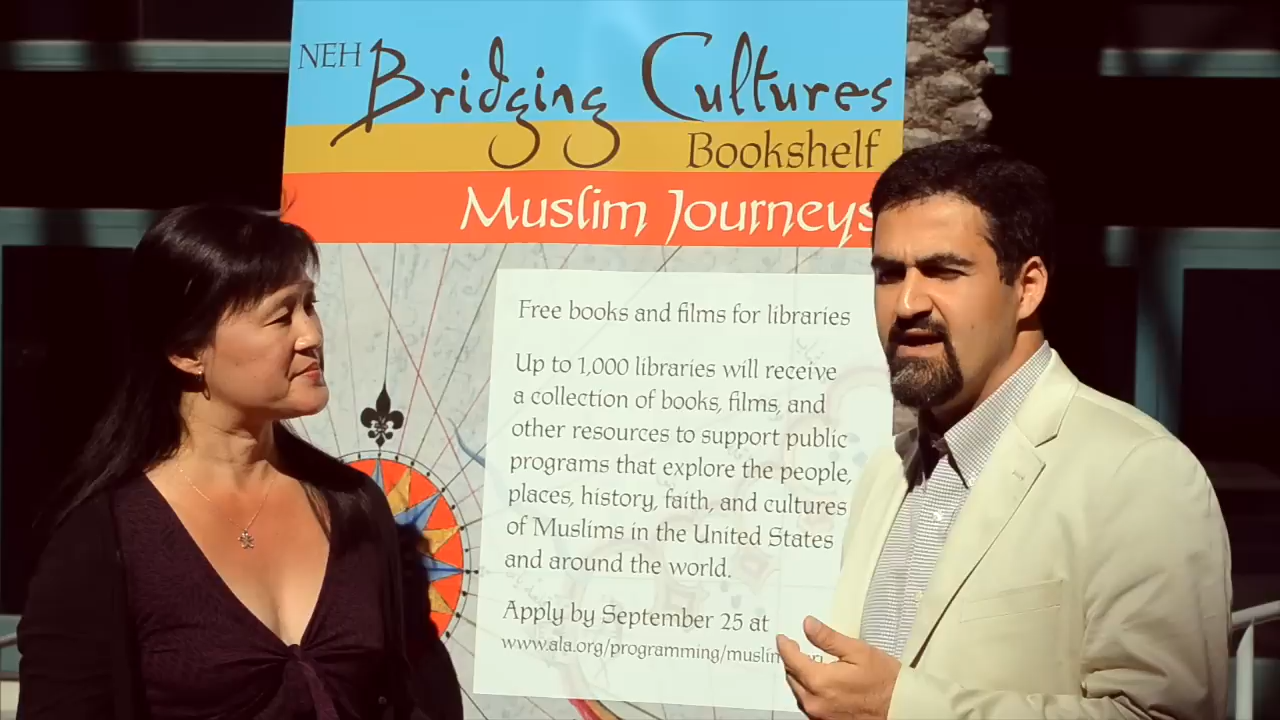 NEH Bridging Cultures
Bookshelf
Muslim Journeys
Free books and films for libraries
Up to 1,000 libraries will receive
a collection of books, films, and
other resources to support public
programs that explore the people,
places, history, faith, and cultures
of Muslims in the United States
and around the world.
Apply by September 25 at